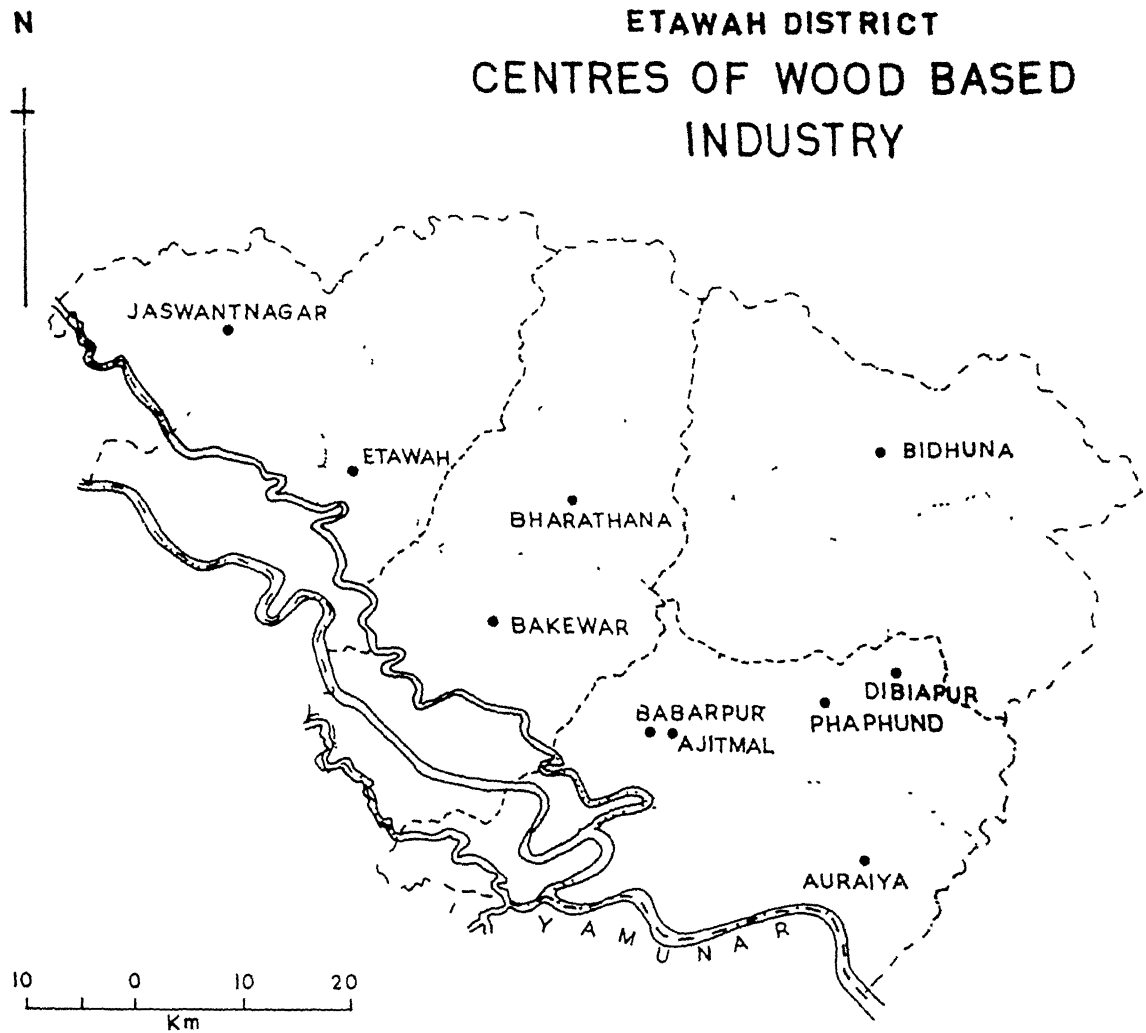 N
ETAWAH DISTRICT
CENTRES OF WOOD BASED
INDUSTRY
JASWANTNAGAR
ETAWAH
BIDHUNA
BHARATHANA
BAKEWAR
DIBIAPUR
BABARPUR
PHAPHUND
AJITMAL
AURAIYA
YAMUNA R
10 0 10 20
Km